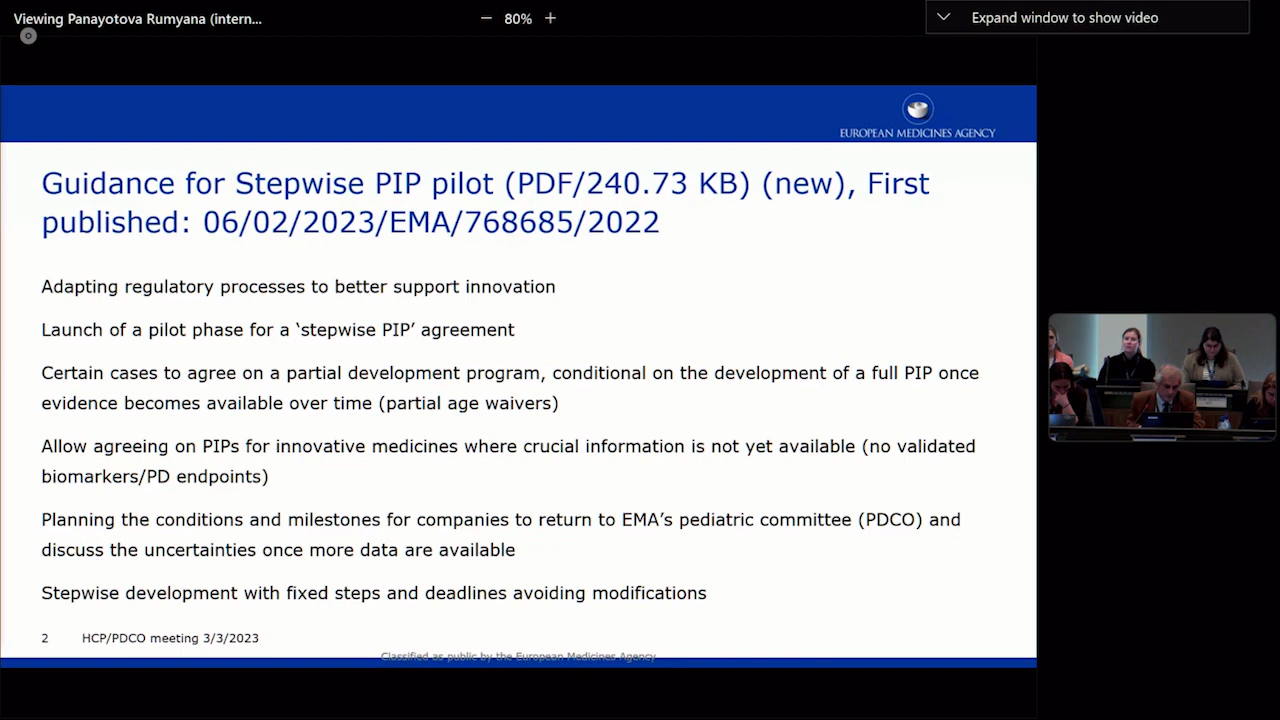 Viewing Panayotova Rumyana (intern...
80%
Expand window to show video
EUROPEAN MEDICINES AGENCY
Guidance for Stepwise PIP pilot (PDF/240.73 KB) (new), First
published: 06/02/2023/EMA/768685/2022
Adapting regulatory processes to better support innovation
Launch of a pilot phase for a ‘stepwise PIP’ agreement
Certain cases to agree on a partial development program, conditional on the development of a full PIP once
evidence becomes available over time (partial age waivers)
Allow agreeing on PIPs for innovative medicines where crucial information is not yet available (no validated
biomarkers/PD endpoints)
Planning the conditions and milestones for companies to return to EMA’s pediatric committee (PDCO) and
discuss the uncertainties once more data are available
Stepwise development with fixed steps and deadlines avoiding modifications
2 HCP/PDCO meeting 3/3/2023
Classified as public by the European Medicines Agency